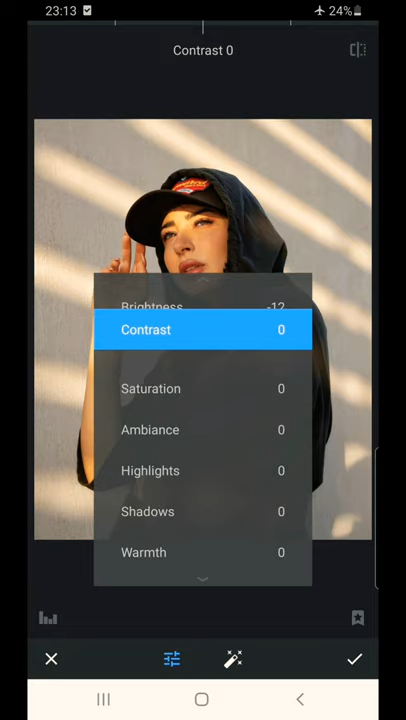 23:13
24%
Contrast 0
Brightness -12
Contrast 0
Saturation 0
Ambiance 0
Highlights 0
Shadows 0
Warmth 0